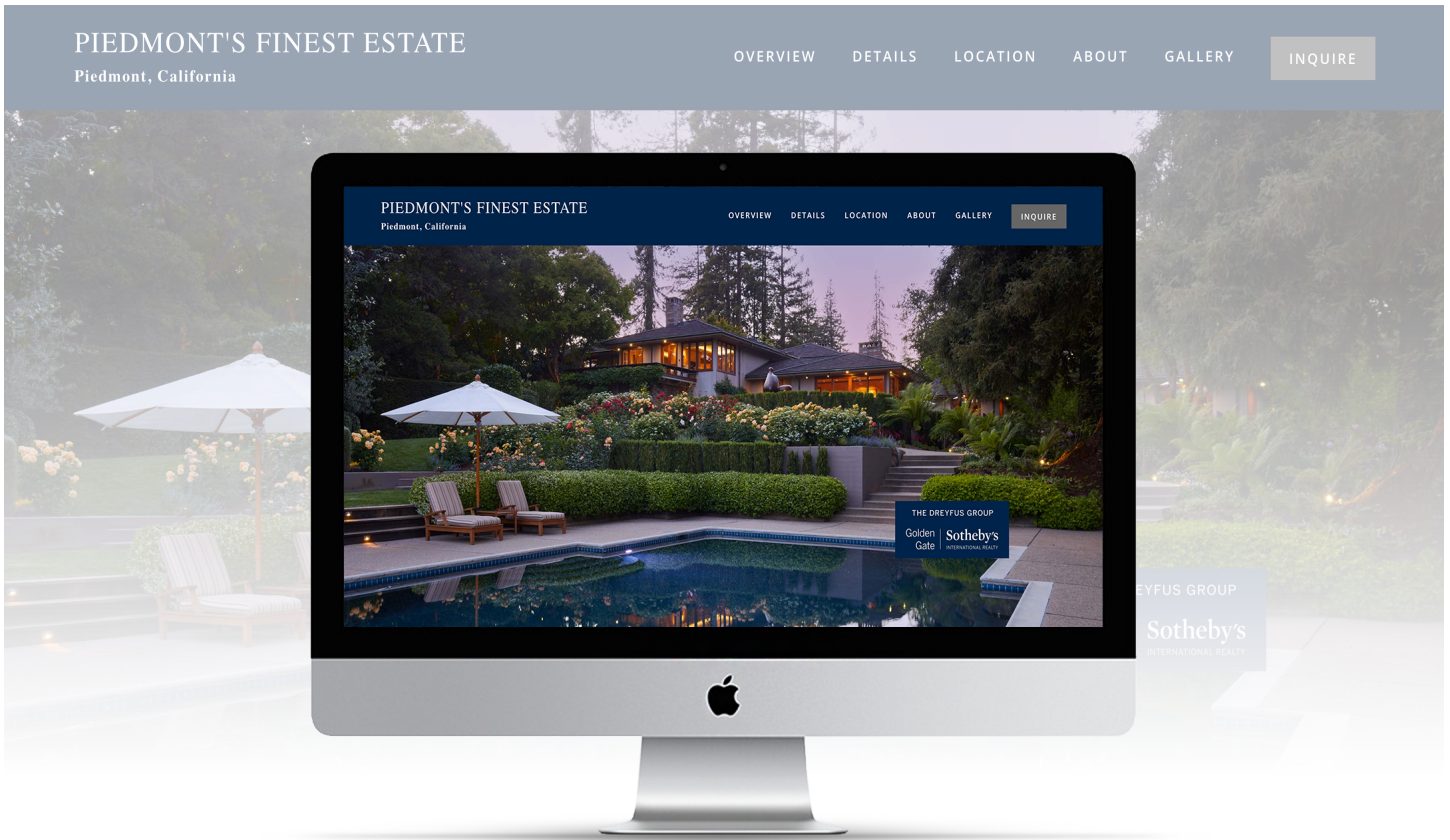 PIEDMONT'S FINEST ESTATE
Piedmont, California
OVERVIEW DETAILS LOCATION ABOUT GALLERY INQUIRE
PIEDMONT'S FINEST ESTATE
Piedmont, California
OVERVIEW DETAILS LOCATION ABOUT GALLERY INQUIRE
THE DREYFUS GROUP
Golden Gate
Sotheby's
INTERNATIONAL REALTY
EYFUS GROUP
Sotheby's
INTERNATIONAL REALTY